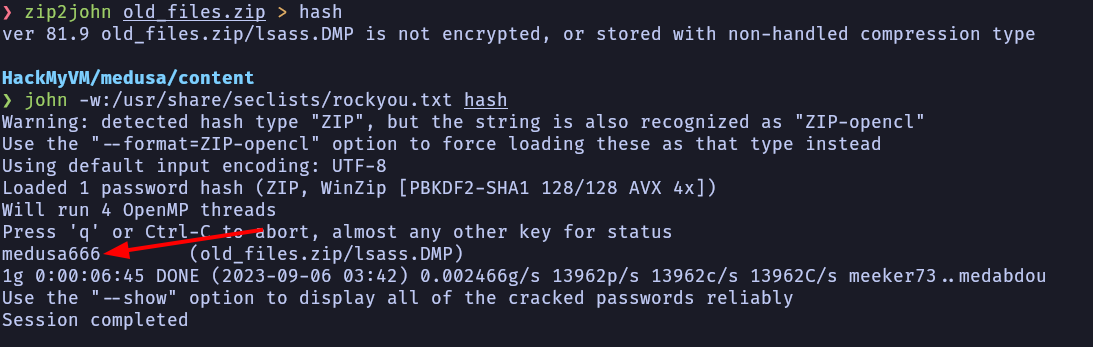 ❯ zip2john old_files.zip > hash
ver 81.9 old_files.zip/lsass.DMP is not encrypted, or stored with non-handled compression type
HackMyVM/medusa/content
❯ john -w:/usr/share/seclists/rockyou.txt hash
Warning: detected hash type "ZIP", but the string is also recognized as "ZIP-opencl"
Use the "--format=ZIP-opencl" option to force loading these as that type instead
Using default input encoding: UTF-8
Loaded 1 password hash (ZIP, WinZip [PBKDF2-SHA1 128/128 AVX 4x])
Will run 4 OpenMP threads
Press 'q' or Ctrl-C to abort, almost any other key for status
medusa666        (old_files.zip/lsass.DMP)
1g 0:00:06:45 DONE (2023-09-06 03:42) 0.002466g/s 13962p/s 13962c/s 13962C/s meeker73..medabdou
Use the "--show" option to display all of the cracked passwords reliably
Session completed